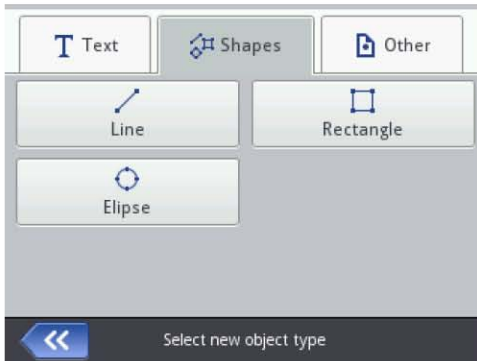 Text Shapes Other
Line Rectangle
Elipse
Select new object type